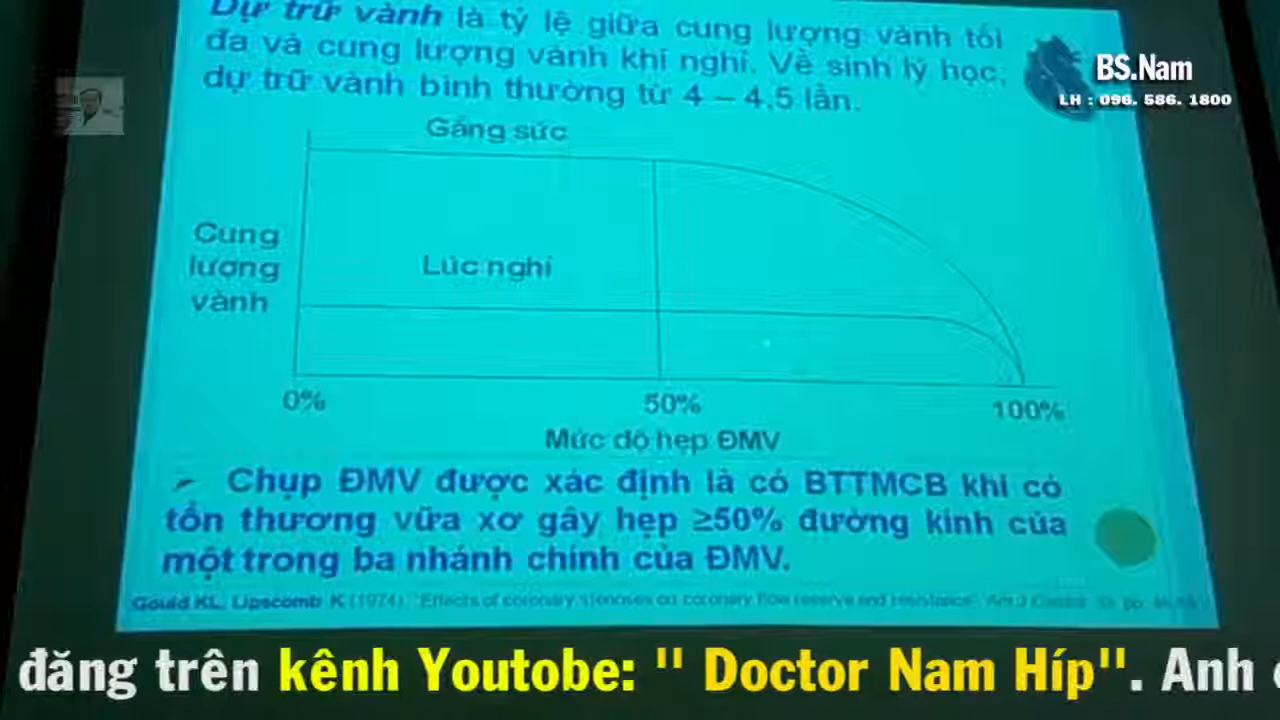 Dự trữ vành là tỷ lệ giữa cung lượng vành tối
đa và cung lượng vành khi nghỉ. Về sinh lý học,
dự trữ vành bình thường từ 4 – 4,5 lần.
BS.Nam
LH : 096. 586. 1800
Gắng sức
Cung
lượng
vành
Lúc nghỉ
0%
50%
100%
Mức độ hẹp ĐMV
Chụp ĐMV được xác định là có BTTMCB khi có
tổn thương vữa xơ gây hẹp ≥50% đường kính của
một trong ba nhánh chính của ĐMV.
Gould KL, Lipscomb K (1974), "Effects of coronary stenoses on coronary flow reserve and resistance", Am J Cardiol, pp.
đăng trên kênh Youtobe: " Doctor Nam Híp". Anh